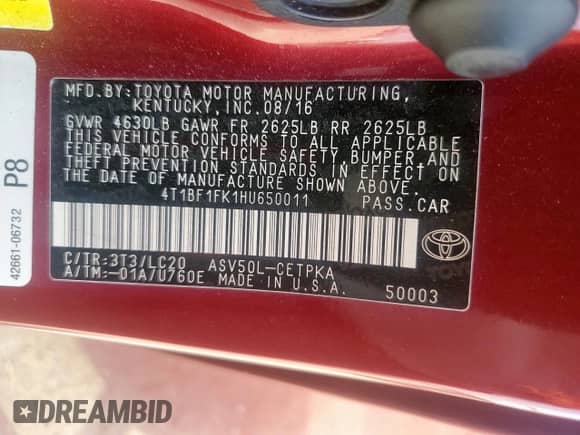 MFD.BY:TOYOTA MOTOR MANUFACTURING,
KENTUCKY,INC.08/16
GVWR 4630LB GAWR FR 2625LB RR 2625LB
THIS VEHICLE CONFORMS TO ALL APPLICABLE
FEDERAL MOTOR VEHICLE SAFETY,BUMPER,AND
THEFT PREVENTION STANDARDS IN EFFECT ON
THE DATE OF MANUFACTURE SHOWN ABOVE.
4T1BF1FK1HU650011 PASS.CAR
C/TR:3T3/LC20 ASV50L-CETPKA
A/TM:-01A/U760E MADE IN U.S.A.
50003
TOYOTA
P8
42661-06732
DREAMBID